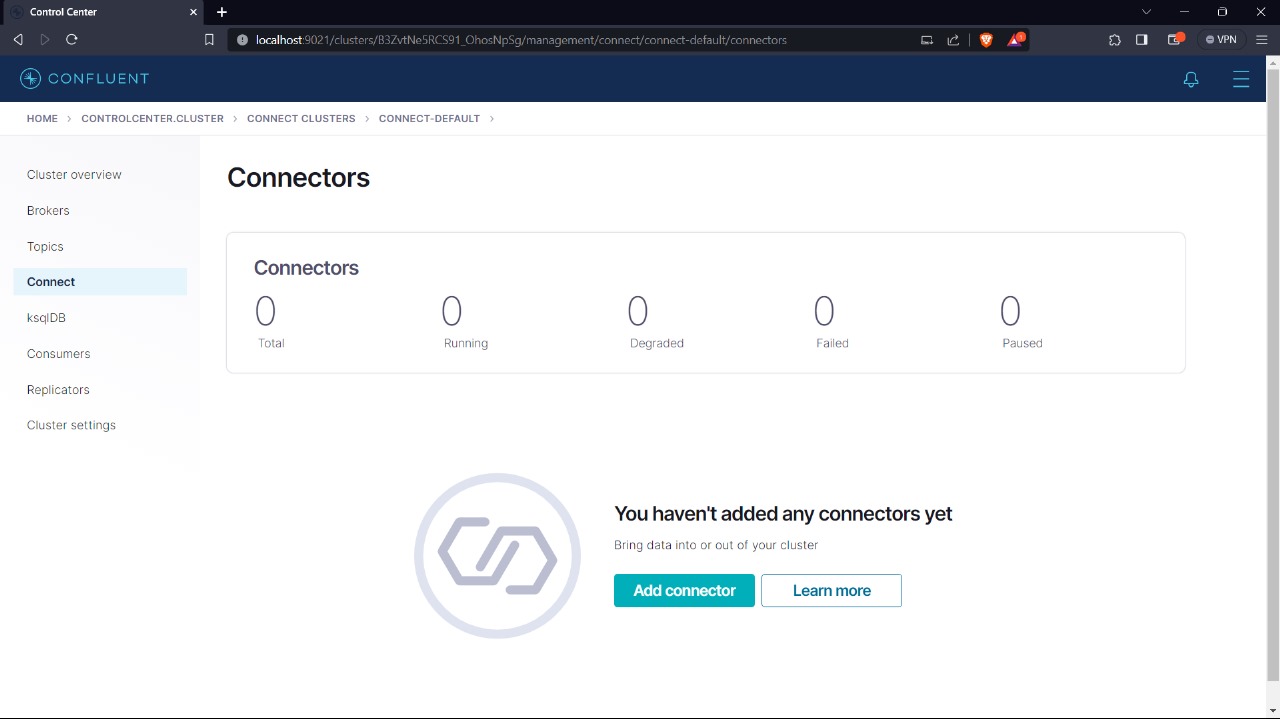 Control Center
localhost:9021/clusters/B3ZvtNe5RCS91_OhosNpSg/management/connect/connect-default/connectors
1
VPN
CONFLUENT
HOME > CONTROLCENTER.CLUSTER > CONNECT CLUSTERS > CONNECT-DEFAULT >
Cluster overview
Brokers
Topics
Connect
ksqlDB
Consumers
Replicators
Cluster settings
Connectors
Connectors
0 0 0 0 0
Total Running Degraded Failed Paused
You haven't added any connectors yet
Bring data into or out of your cluster
Add connector Learn more